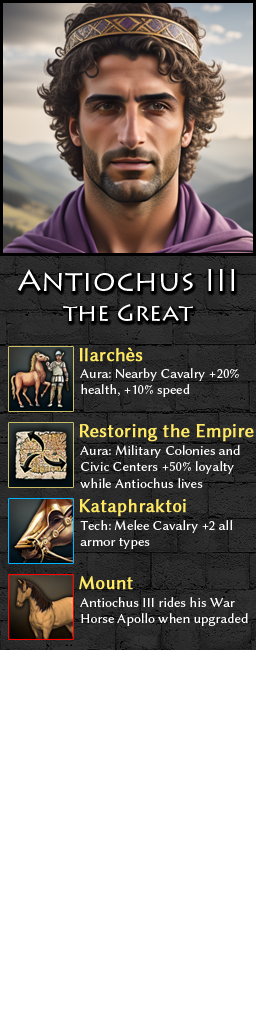 Antiochus III
the Great
Ilarchès
Aura: Nearby Cavalry +20%
health, +10% speed
Restoring the Empire
Aura: Military Colonies and
Civic Centers +50% loyalty
while Antiochus lives
Kataphraktoi
Tech: Melee Cavalry +2 all
armor types
Mount
Antiochus III rides his War
Horse Apollo when upgraded